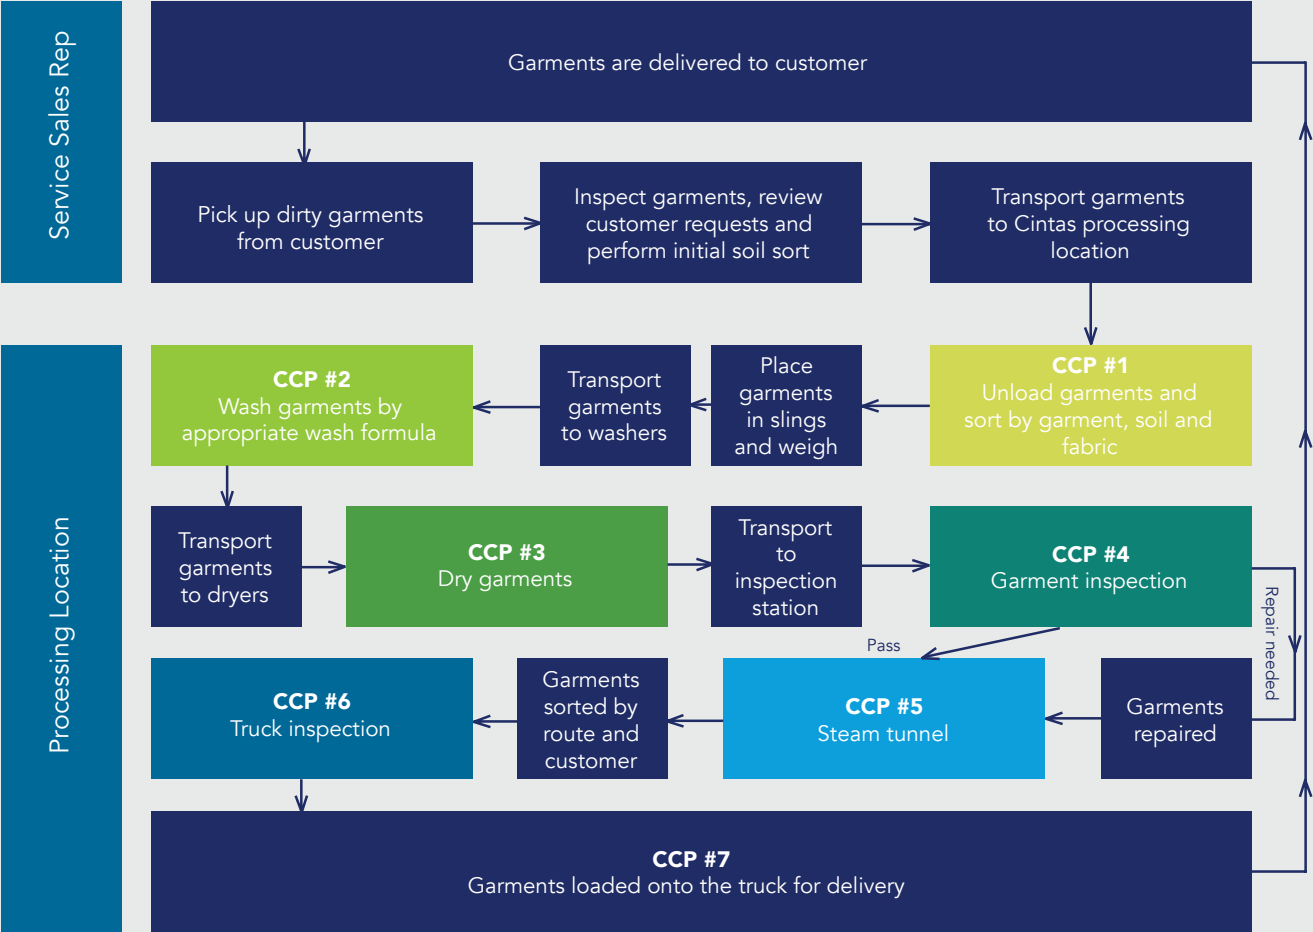 Service Sales Rep
Garments are delivered to customer
Pick up dirty garments
from customer
Inspect garments, review
customer requests and
perform initial soil sort
Transport garments
to Cintas processing
location
Processing Location
CCP #1
Unload garments and
sort by garment, soil and
fabric
Place
garments
in slings
and weigh
Transport
garments
to washers
CCP #2
Wash garments by
appropriate wash formula
Transport
garments
to dryers
CCP #3
Dry garments
Transport
to
inspection
station
CCP #4
Garment inspection
Repair needed
Pass
Garments
repaired
CCP #5
Steam tunnel
Garments
sorted by
route and
customer
CCP #6
Truck inspection
CCP #7
Garments loaded onto the truck for delivery